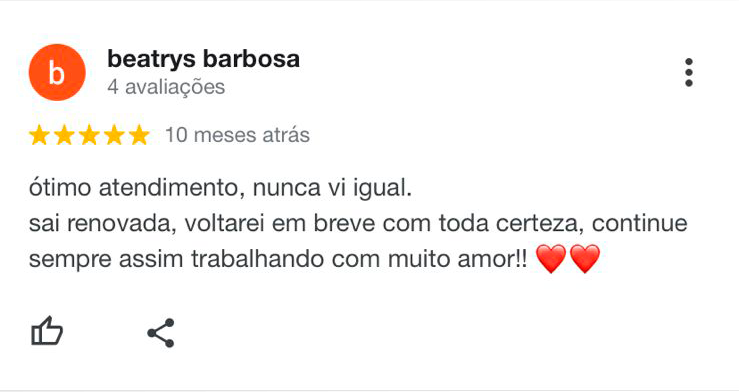 b
beatrys barbosa
4 avaliações
10 meses atrás
ótimo atendimento, nunca vi igual.
sai renovada, voltarei em breve com toda certeza, continue
sempre assim trabalhando com muito amor!! ❤️❤️